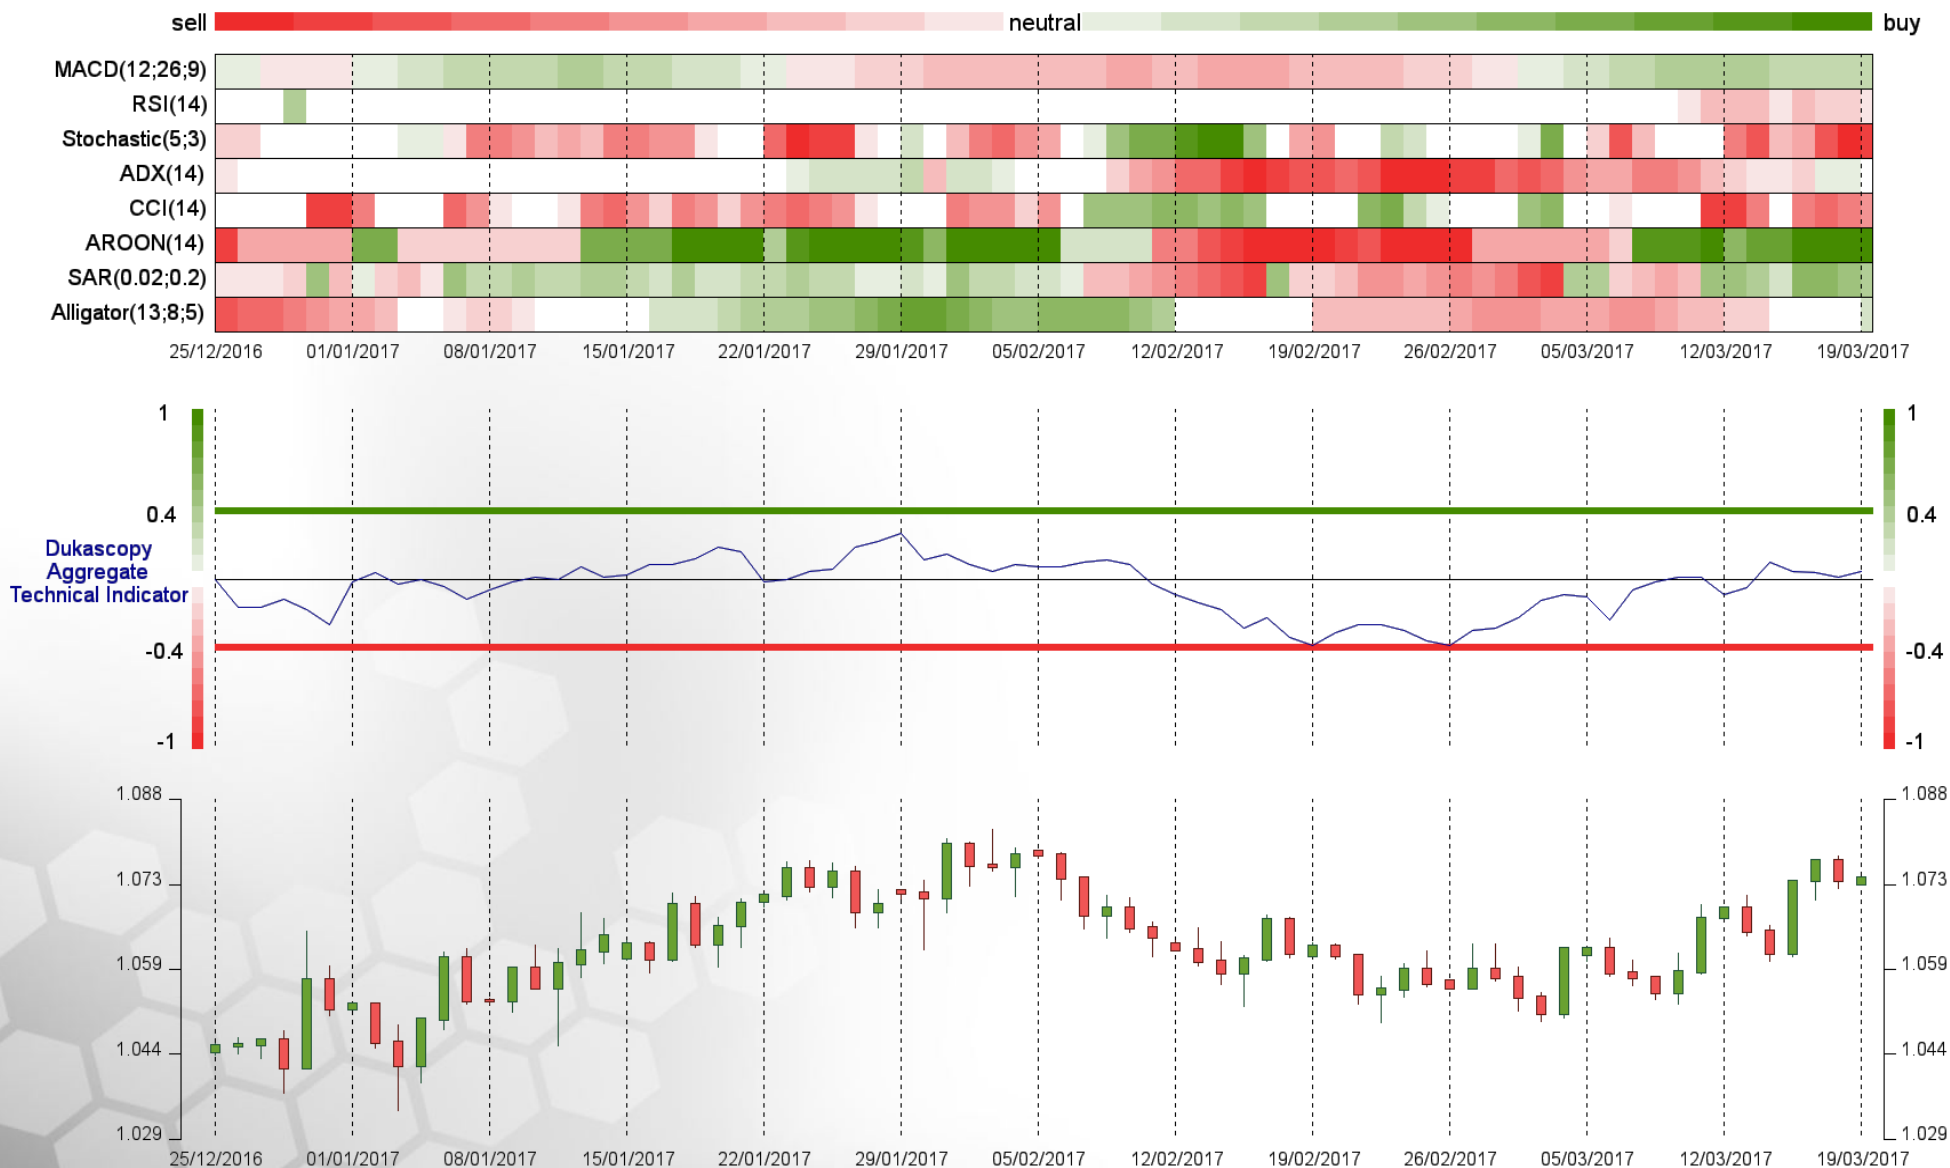 sell neutral buy
MACD(12;26;9)
RSI(14)
Stochastic(5;3)
ADX(14)
CCI(14)
AROON(14)
SAR(0.02;0.2)
Alligator(13;8;5)
25/12/2016 01/01/2017 08/01/2017 15/01/2017 22/01/2017 29/01/2017 05/02/2017 12/02/2017 19/02/2017 26/02/2017 05/03/2017 12/03/2017 19/03/2017
1 1
0.4 0.4
Dukascopy
Aggregate
Technical Indicator
-0.4 -0.4
-1 -1
1.088 1.088
1.073 1.073
1.059 1.059
1.044 1.044
1.029 1.029
25/12/2016 01/01/2017 08/01/2017 15/01/2017 22/01/2017 29/01/2017 05/02/2017 12/02/2017 19/02/2017 26/02/2017 05/03/2017 12/03/2017 19/03/2017